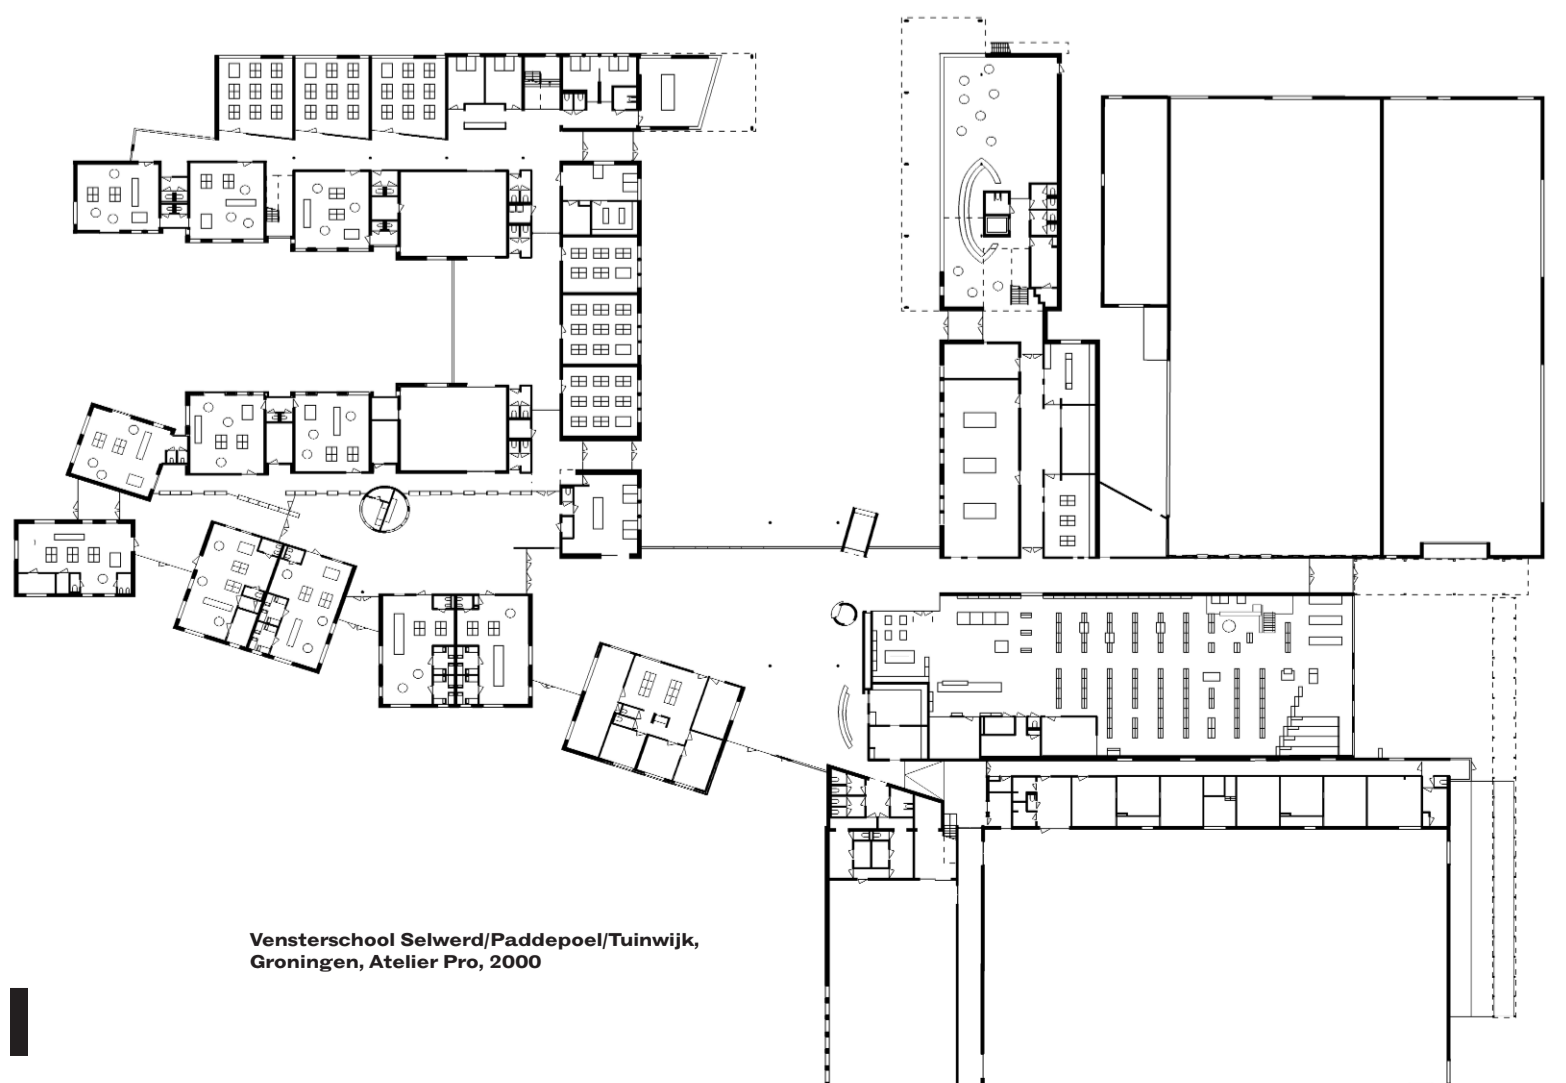 Vensterschool Selwerd/Paddepoel/Tuinwijk,
Groningen, Atelier Pro, 2000